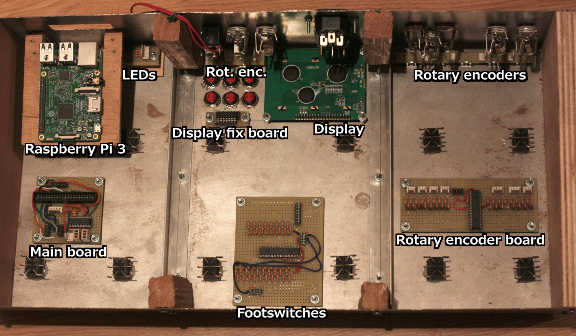 LEDs
Rot. enc.
Rotary encoders
Display fix board
Display
Raspberry Pi 3
Main board
Rotary encoder board
Footswitches